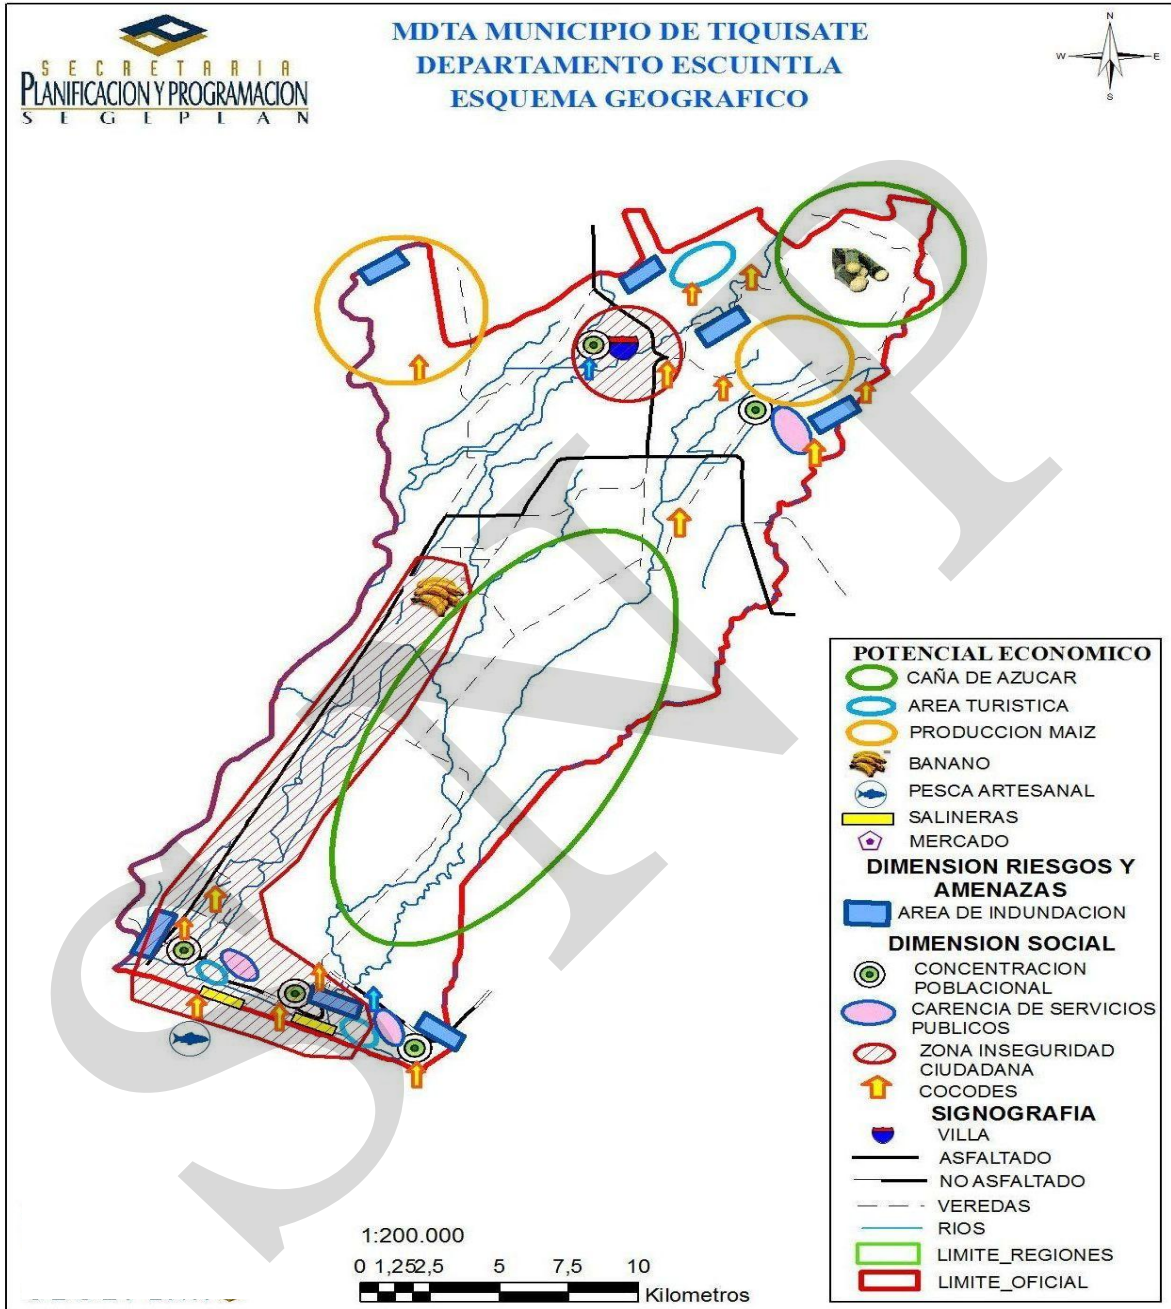 SECRETARIA
PLANIFICACION Y PROGRAMACION
SEGEPLAN
MDTA MUNICIPIO DE TIQUISATE
DEPARTAMENTO ESCUINTLA
ESQUEMA GEOGRAFICO
N
W
E
S
SYP
POTENCIAL ECONOMICO
CAÑA DE AZUCAR
AREA TURISTICA
PRODUCCION MAIZ
BANANO
PESCA ARTESANAL
SALINERAS
MERCADO
DIMENSION RIESGOS Y
AMENAZAS
AREA DE INDUNDACION
DIMENSION SOCIAL
CONCENTRACION
POBLACIONAL
CARENCIA DE SERVICIOS
PUBLICOS
ZONA INSEGURIDAD
CIUDADANA
COCODES
SIGNOGRAFIA
VILLA
ASFALTADO
NO ASFALTADO
VEREDAS
RIOS
LIMITE_REGIONES
LIMITE_OFICIAL
1:200.000
0 1,252,5 5 7,5 10
Kilometros